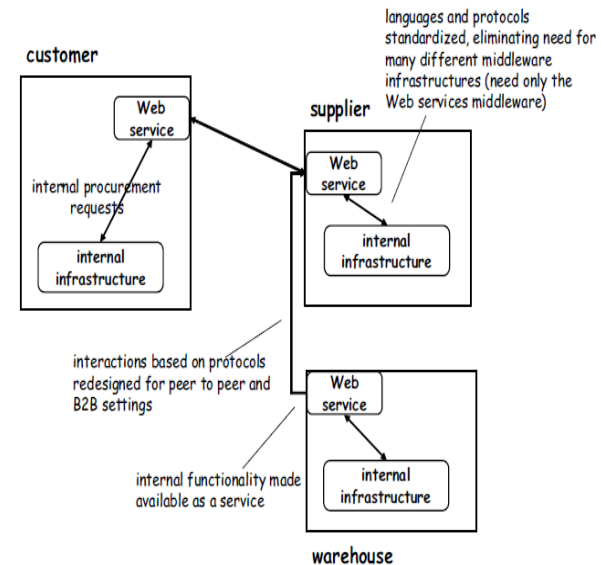 languages and protocols
standardized, eliminating need for
many different middleware
infrastructures (need only the
Web services middleware)
customer
Web
service
supplier
Web
service
internal procurement
requests
internal
infrastructure
internal
infrastructure
interactions based on protocols
redesigned for peer to peer and
B2B settings
Web
service
internal functionality made
available as a service
internal
infrastructure
warehouse